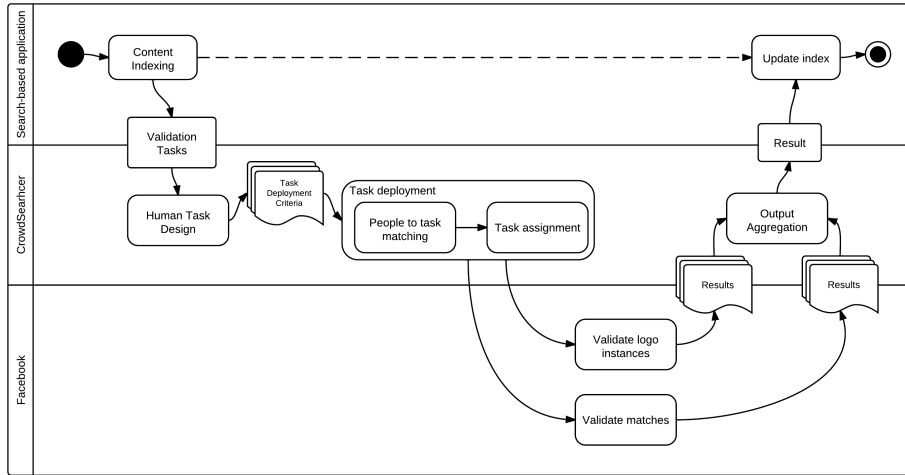 Search-based application
Content
Indexing
Update index
Validation
Tasks
Result
CrowdSearhcer
Human Task
Design
Task
Deployment
Criteria
Task deployment
People to task
matching
Task assignment
Output
Aggregation
Results
Results
Facebook
Validate logo
instances
Validate matches